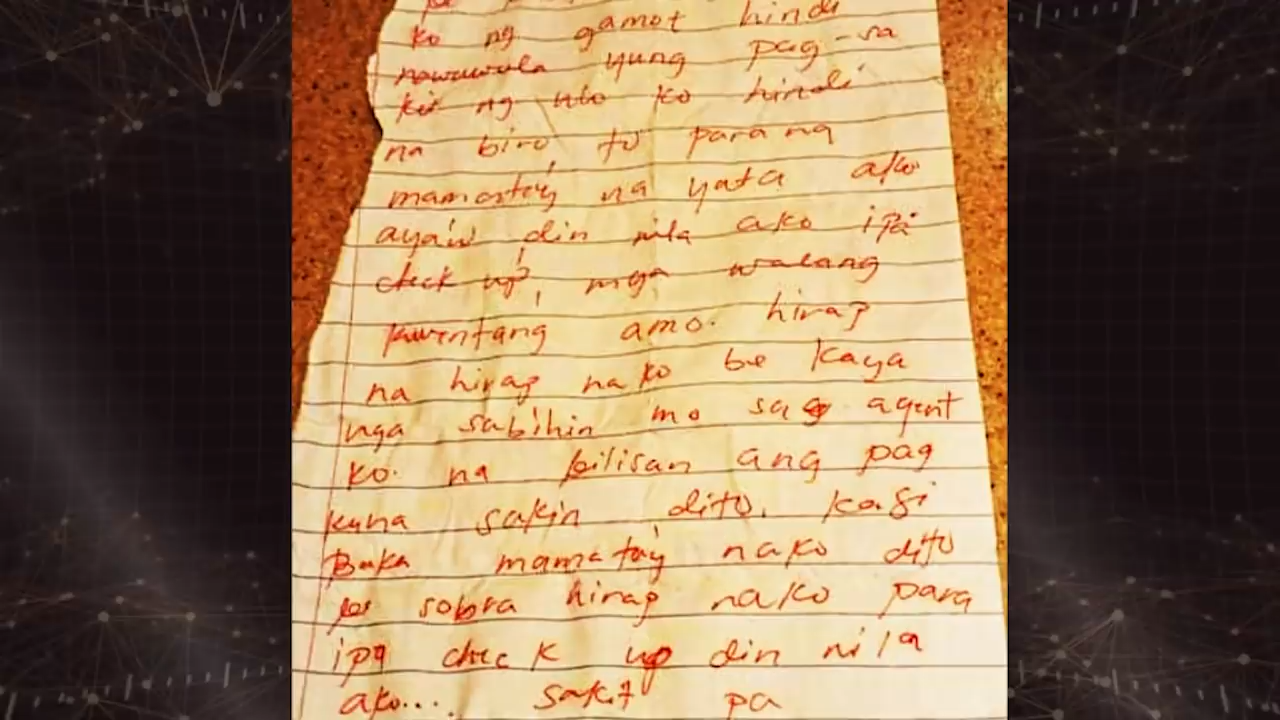 ko ng gamot hindi
nawawala yung pag-sa
kit ng ulo ko hindi
na biro to parang
mamatay na yata ako
ayaw din nila ako ipa
check up, mga walang
kwentang amo. hirap
na hirap nako be kaya
nga sabihin mo sa agent
ko. na bilisan ang pag
kuna sakin dito. kasi
Baka mamatay nako dito
sobra hirap nako para
ipa check up din nila
ako... sakit pa